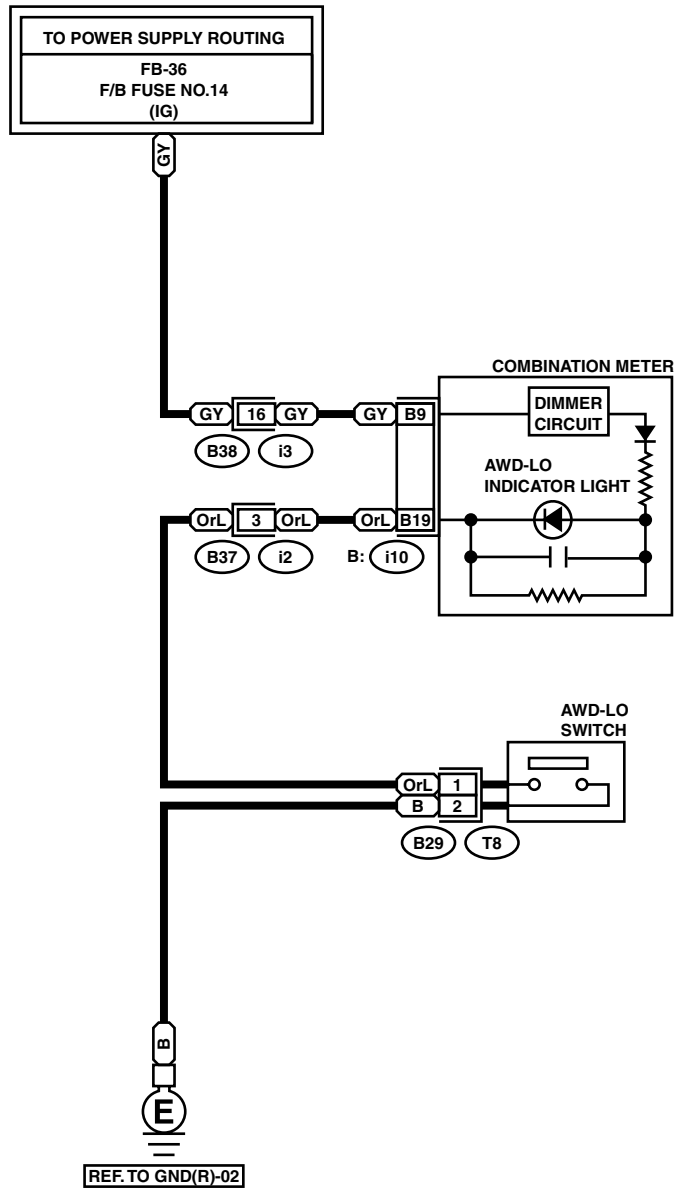 TO POWER SUPPLY ROUTING
FB-36
F/B FUSE NO.14
(IG)
GY
COMBINATION METER
GY 16 GY GY B9
DIMMER
CIRCUIT
B38 i3
AWD-LO
INDICATOR LIGHT
OrL 3 OrL OrL B19
B37 i2 B: i10
AWD-LO
SWITCH
OrL 1
B 2
B29 T8
B
E
REF. TO GND(R)-02